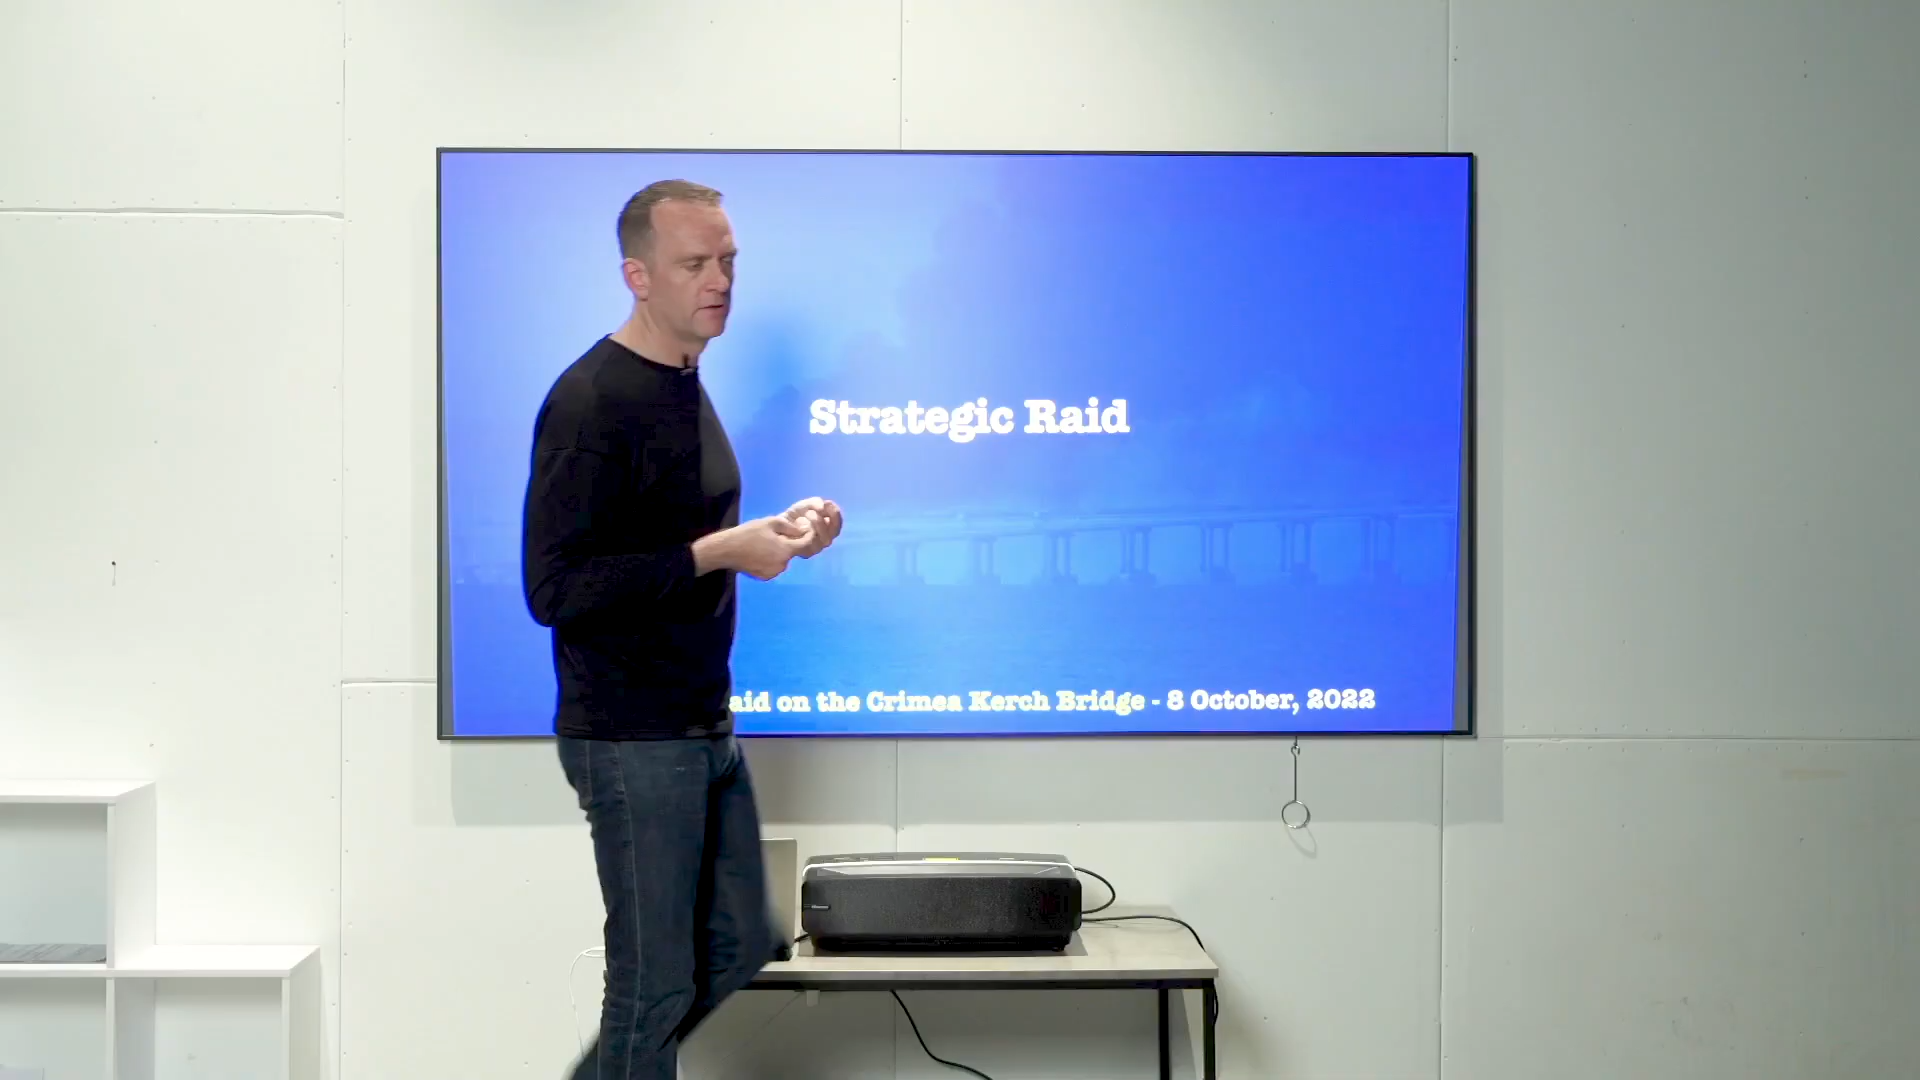 Strategic Raid
aid on the Crimea Kerch Bridge - 8 October, 2022